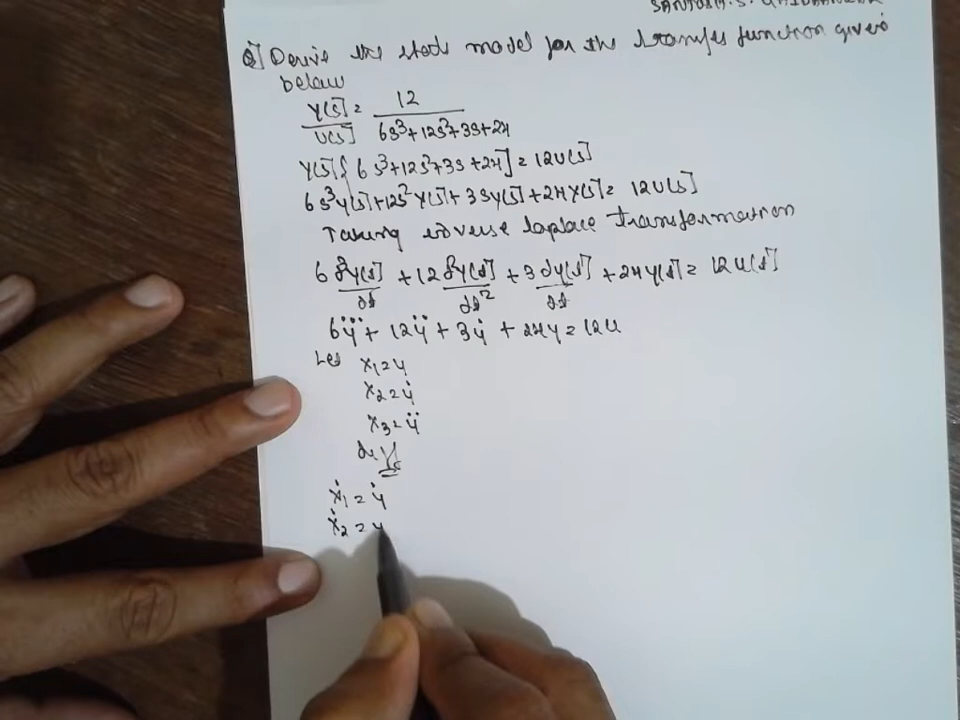 Q] Derive the state model for the transfer function given
below
Y[s] = 12
U[s] 6s³+12s²+3s+24
Y[s][6s³+12s²+3s+24] = 12U[s]
6s³y[s]+12s²Y[s]+3sy[s]+24Y[s] = 12U[s]
Taking inverse laplace transformation
6 d³y[t] + 12 d²y[t] + 3 dy[t] + 24y[t] = 12u[t]
dt dt² dt
6y⃛ + 12ÿ + 3ẏ + 24y = 12u
Let x₁=y
x₂=ẏ
x₃=ÿ
ẋ₁ = ẏ
ẋ₂ = y